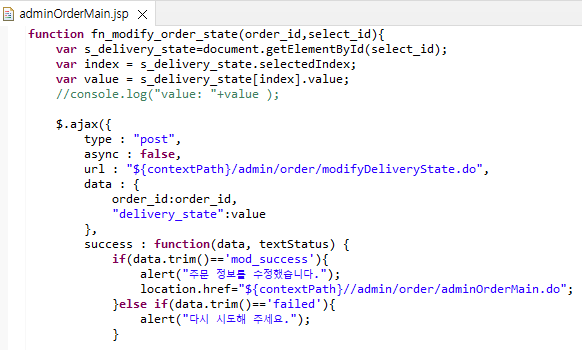 adminOrderMain.jsp
function fn_modify_order_state(order_id,select_id){
    var s_delivery_state=document.getElementById(select_id);
    var index = s_delivery_state.selectedIndex;
    var value = s_delivery_state[index].value;
    //console.log("value: "+value );

    $.ajax({
        type : "post",
        async : false,
        url : "${contextPath}/admin/order/modifyDeliveryState.do",
        data : {
            order_id:order_id,
            "delivery_state":value
        },
        success : function(data, textStatus) {
            if(data.trim()=='mod_success'){
                alert("주문 정보를 수정했습니다.");
                location.href="${contextPath}//admin/order/adminOrderMain.do";
            }else if(data.trim()=='failed'){
                alert("다시 시도해 주세요.");
            }